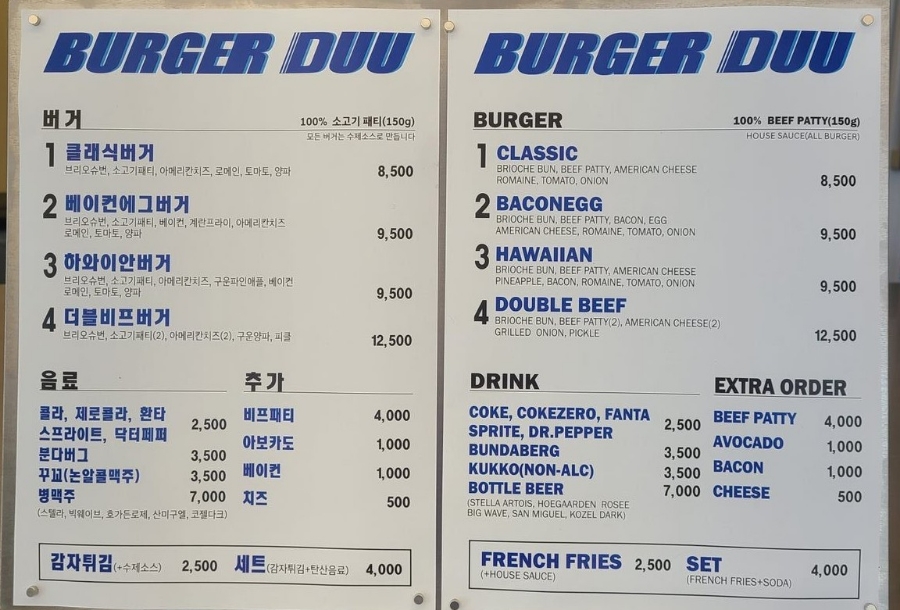 BURGER DUU
버거
100% 소고기 패티(150g)
모든 버거는 수제소스로 만듭니다
1 클래식버거
브리오슈번, 소고기패티, 아메리칸치즈, 로메인, 토마토, 양파
8,500
2 베이컨에그버거
브리오슈번, 소고기패티, 베이컨, 계란프라이, 아메리칸치즈
로메인, 토마토, 양파
9,500
3 하와이안버거
브리오슈번, 소고기패티, 아메리칸치즈, 구운파인애플, 베이컨
로메인, 토마토, 양파
9,500
4 더블비프버거
브리오슈번, 소고기패티(2), 아메리칸치즈(2), 구운양파, 피클
12,500
음료
콜라, 제로콜라, 환타
스프라이트, 닥터페퍼
2,500
분다버그 3,500
꾸꼬(논알콜맥주) 3,500
병맥주 7,000
(스텔라, 빅웨이브, 호가든로제, 산미구엘, 코젤다크)
추가
비프패티 4,000
아보카도 1,000
베이컨 1,000
치즈 500
감자튀김(+수제소스) 2,500 세트(감자튀김+탄산음료) 4,000
BURGER DUU
BURGER
100% BEEF PATTY(150g)
HOUSE SAUCE(ALL BURGER)
1 CLASSIC
BRIOCHE BUN, BEEF PATTY, AMERICAN CHEESE
ROMAINE, TOMATO, ONION
8,500
2 BACONEGG
BRIOCHE BUN, BEEF PATTY, BACON, EGG
AMERICAN CHEESE, ROMAINE, TOMATO, ONION
9,500
3 HAWAIIAN
BRIOCHE BUN, BEEF PATTY, AMERICAN CHEESE
PINEAPPLE, BACON, ROMAINE, TOMATO, ONION
9,500
4 DOUBLE BEEF
BRIOCHE BUN, BEEF PATTY(2), AMERICAN CHEESE(2)
GRILLED ONION, PICKLE
12,500
DRINK
COKE, COKEZERO, FANTA
SPRITE, DR.PEPPER
2,500
BUNDABERG 3,500
KUKKO(NON-ALC) 3,500
BOTTLE BEER 7,000
(STELLA ARTOIS, HOEGAARDEN ROSEE
BIG WAVE, SAN MIGUEL, KOZEL DARK)
EXTRA ORDER
BEEF PATTY 4,000
AVOCADO 1,000
BACON 1,000
CHEESE 500
FRENCH FRIES 2,500 SET 4,000
(+HOUSE SAUCE) (FRENCH FRIES+SODA)